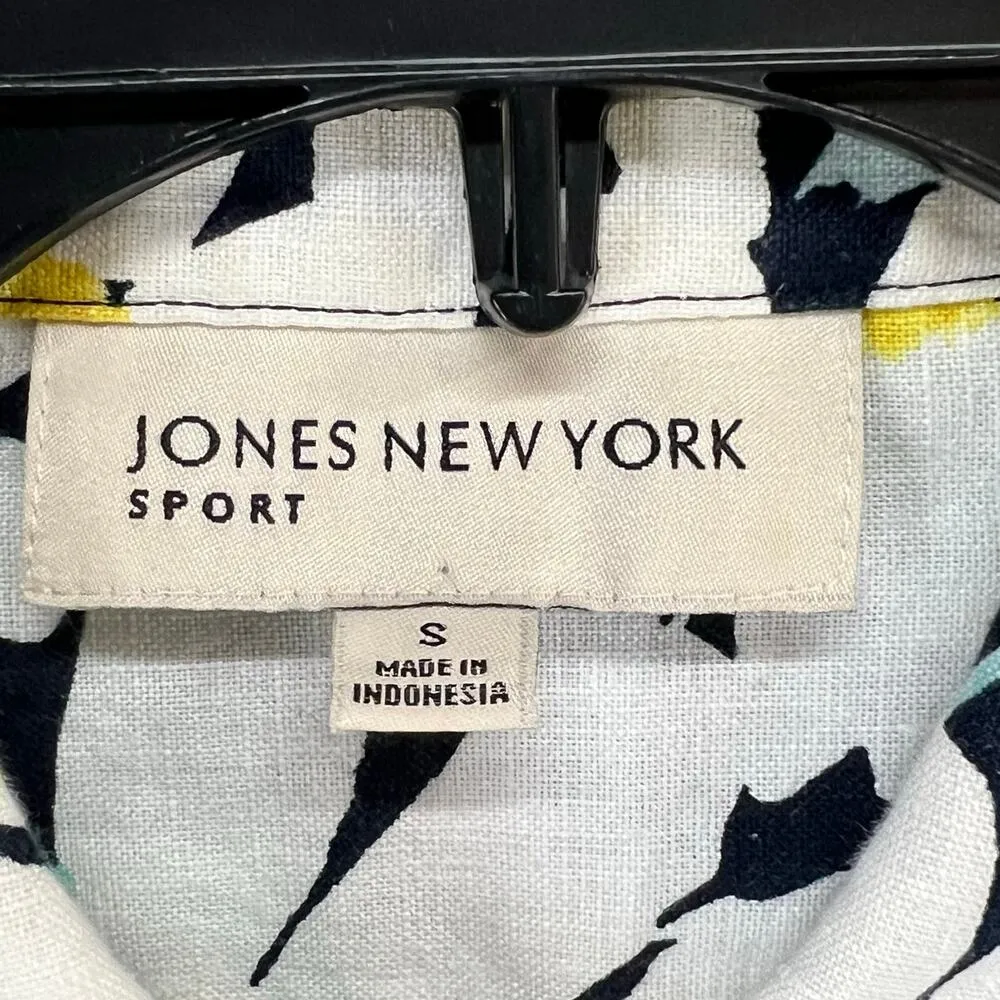 JONES NEW YORK
SPORT
S
MADE IN
INDONESIA